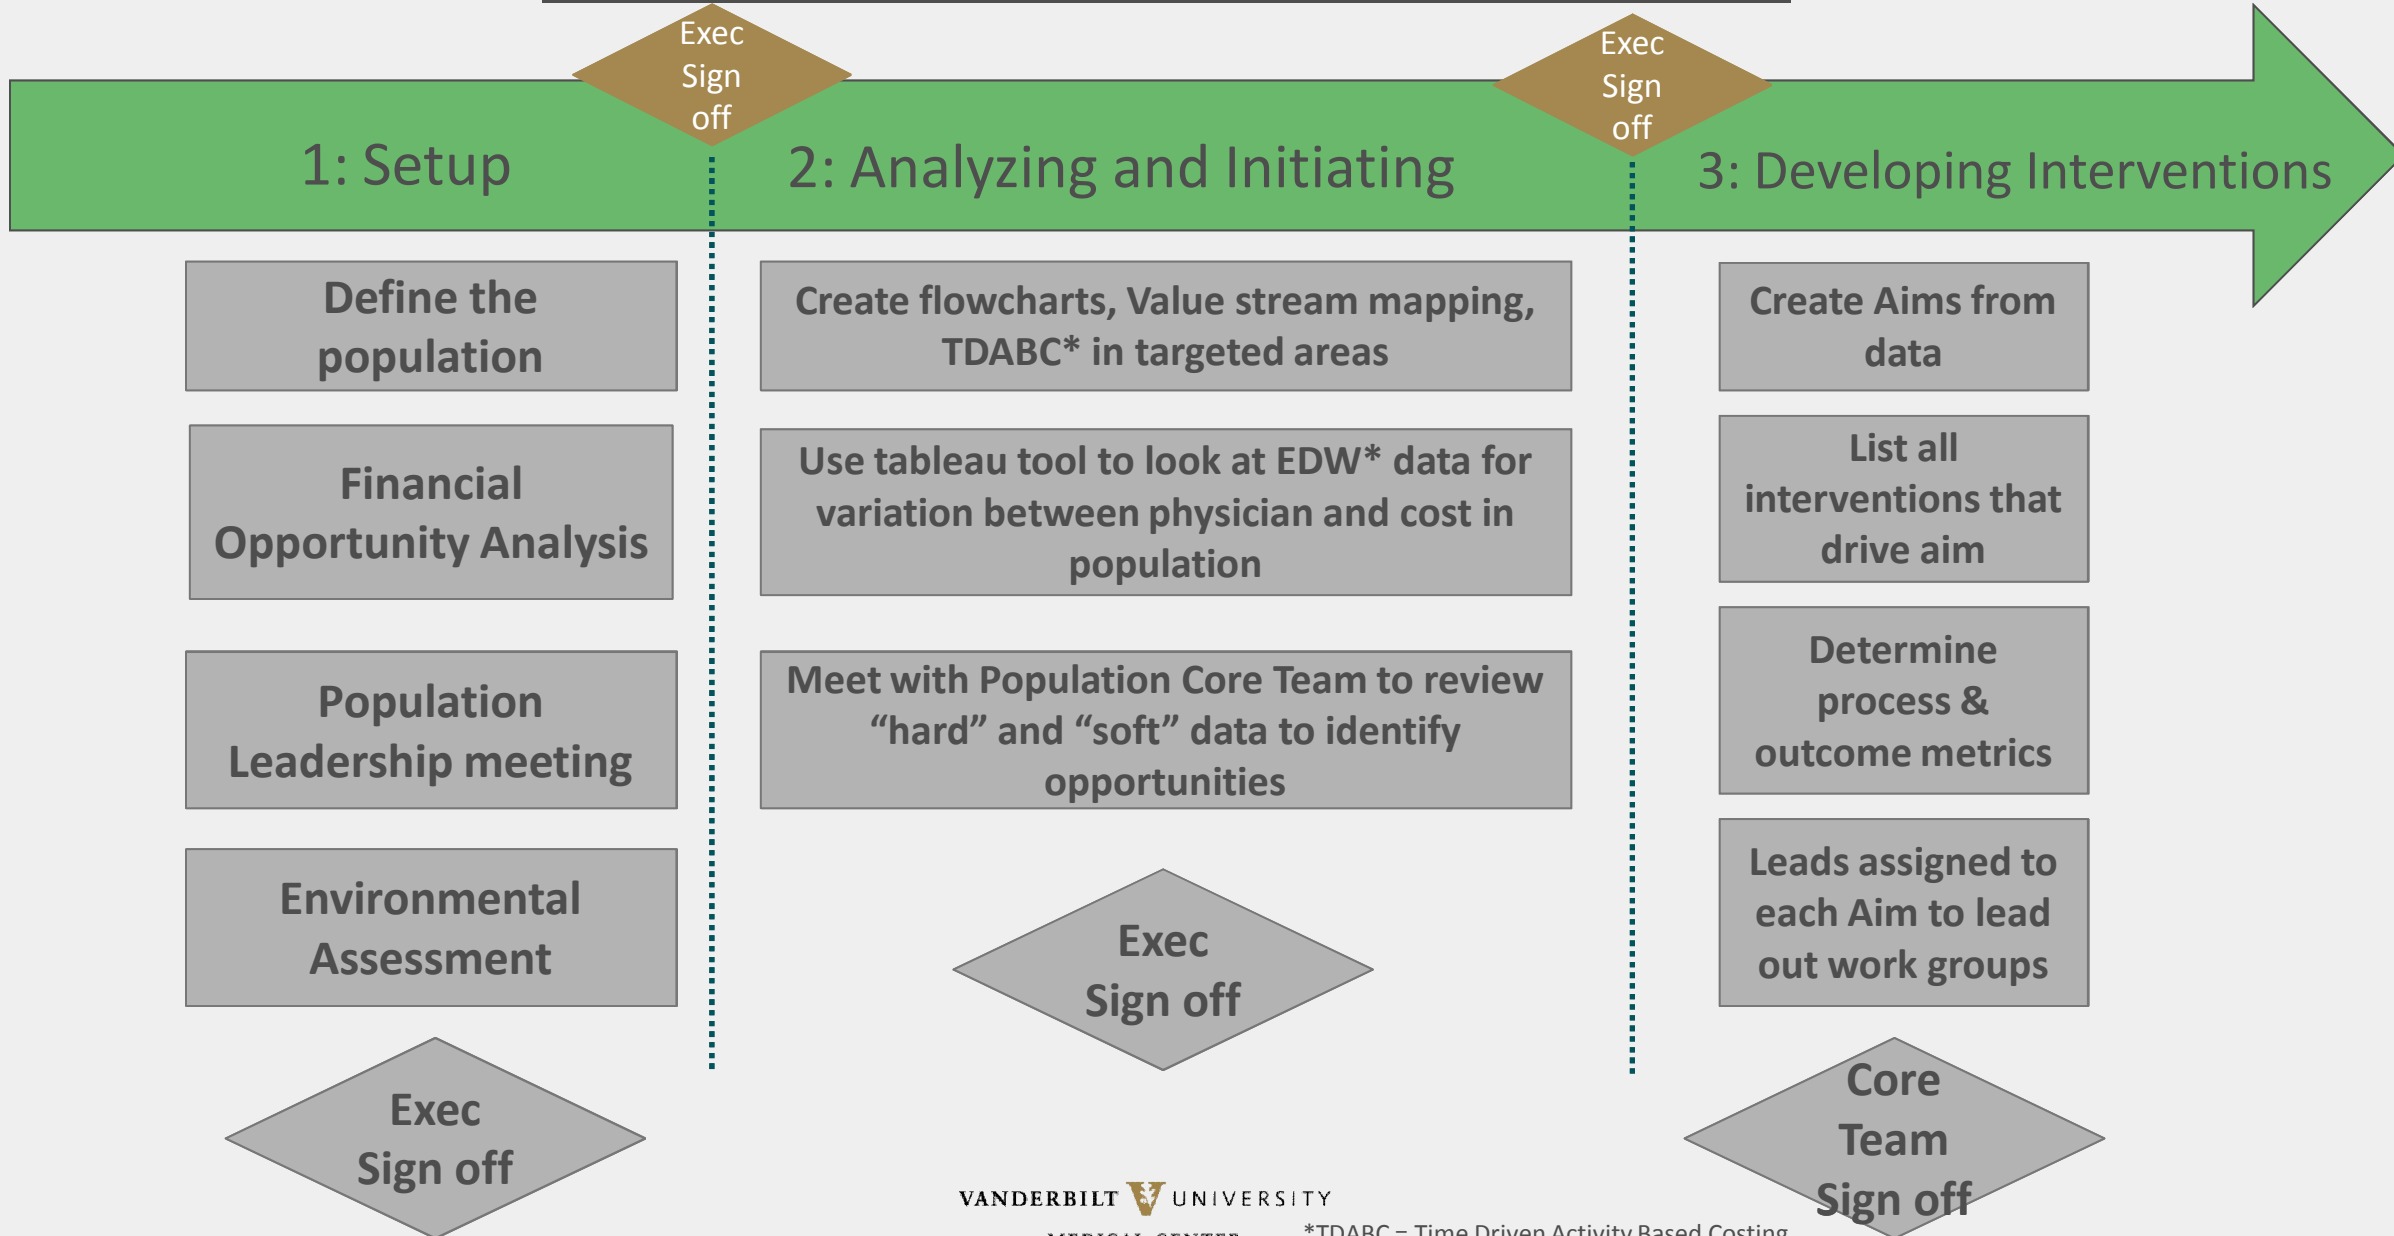 Exec
Sign
off
Exec
Sign
off
1: Setup
2: Analyzing and Initiating
3: Developing Interventions
Define the
population
Financial
Opportunity Analysis
Population
Leadership meeting
Environmental
Assessment
Exec
Sign off
Create flowcharts, Value stream mapping,
TDABC* in targeted areas
Use tableau tool to look at EDW* data for
variation between physician and cost in
population
Meet with Population Core Team to review
“hard” and “soft” data to identify
opportunities
Exec
Sign off
Create Aims from
data
List all
interventions that
drive aim
Determine
process &
outcome metrics
Leads assigned to
each Aim to lead
out work groups
Core
Team
Sign off
VANDERBILT UNIVERSITY
MEDICAL CENTER
*TDABC = Time Driven Activity Based Costing